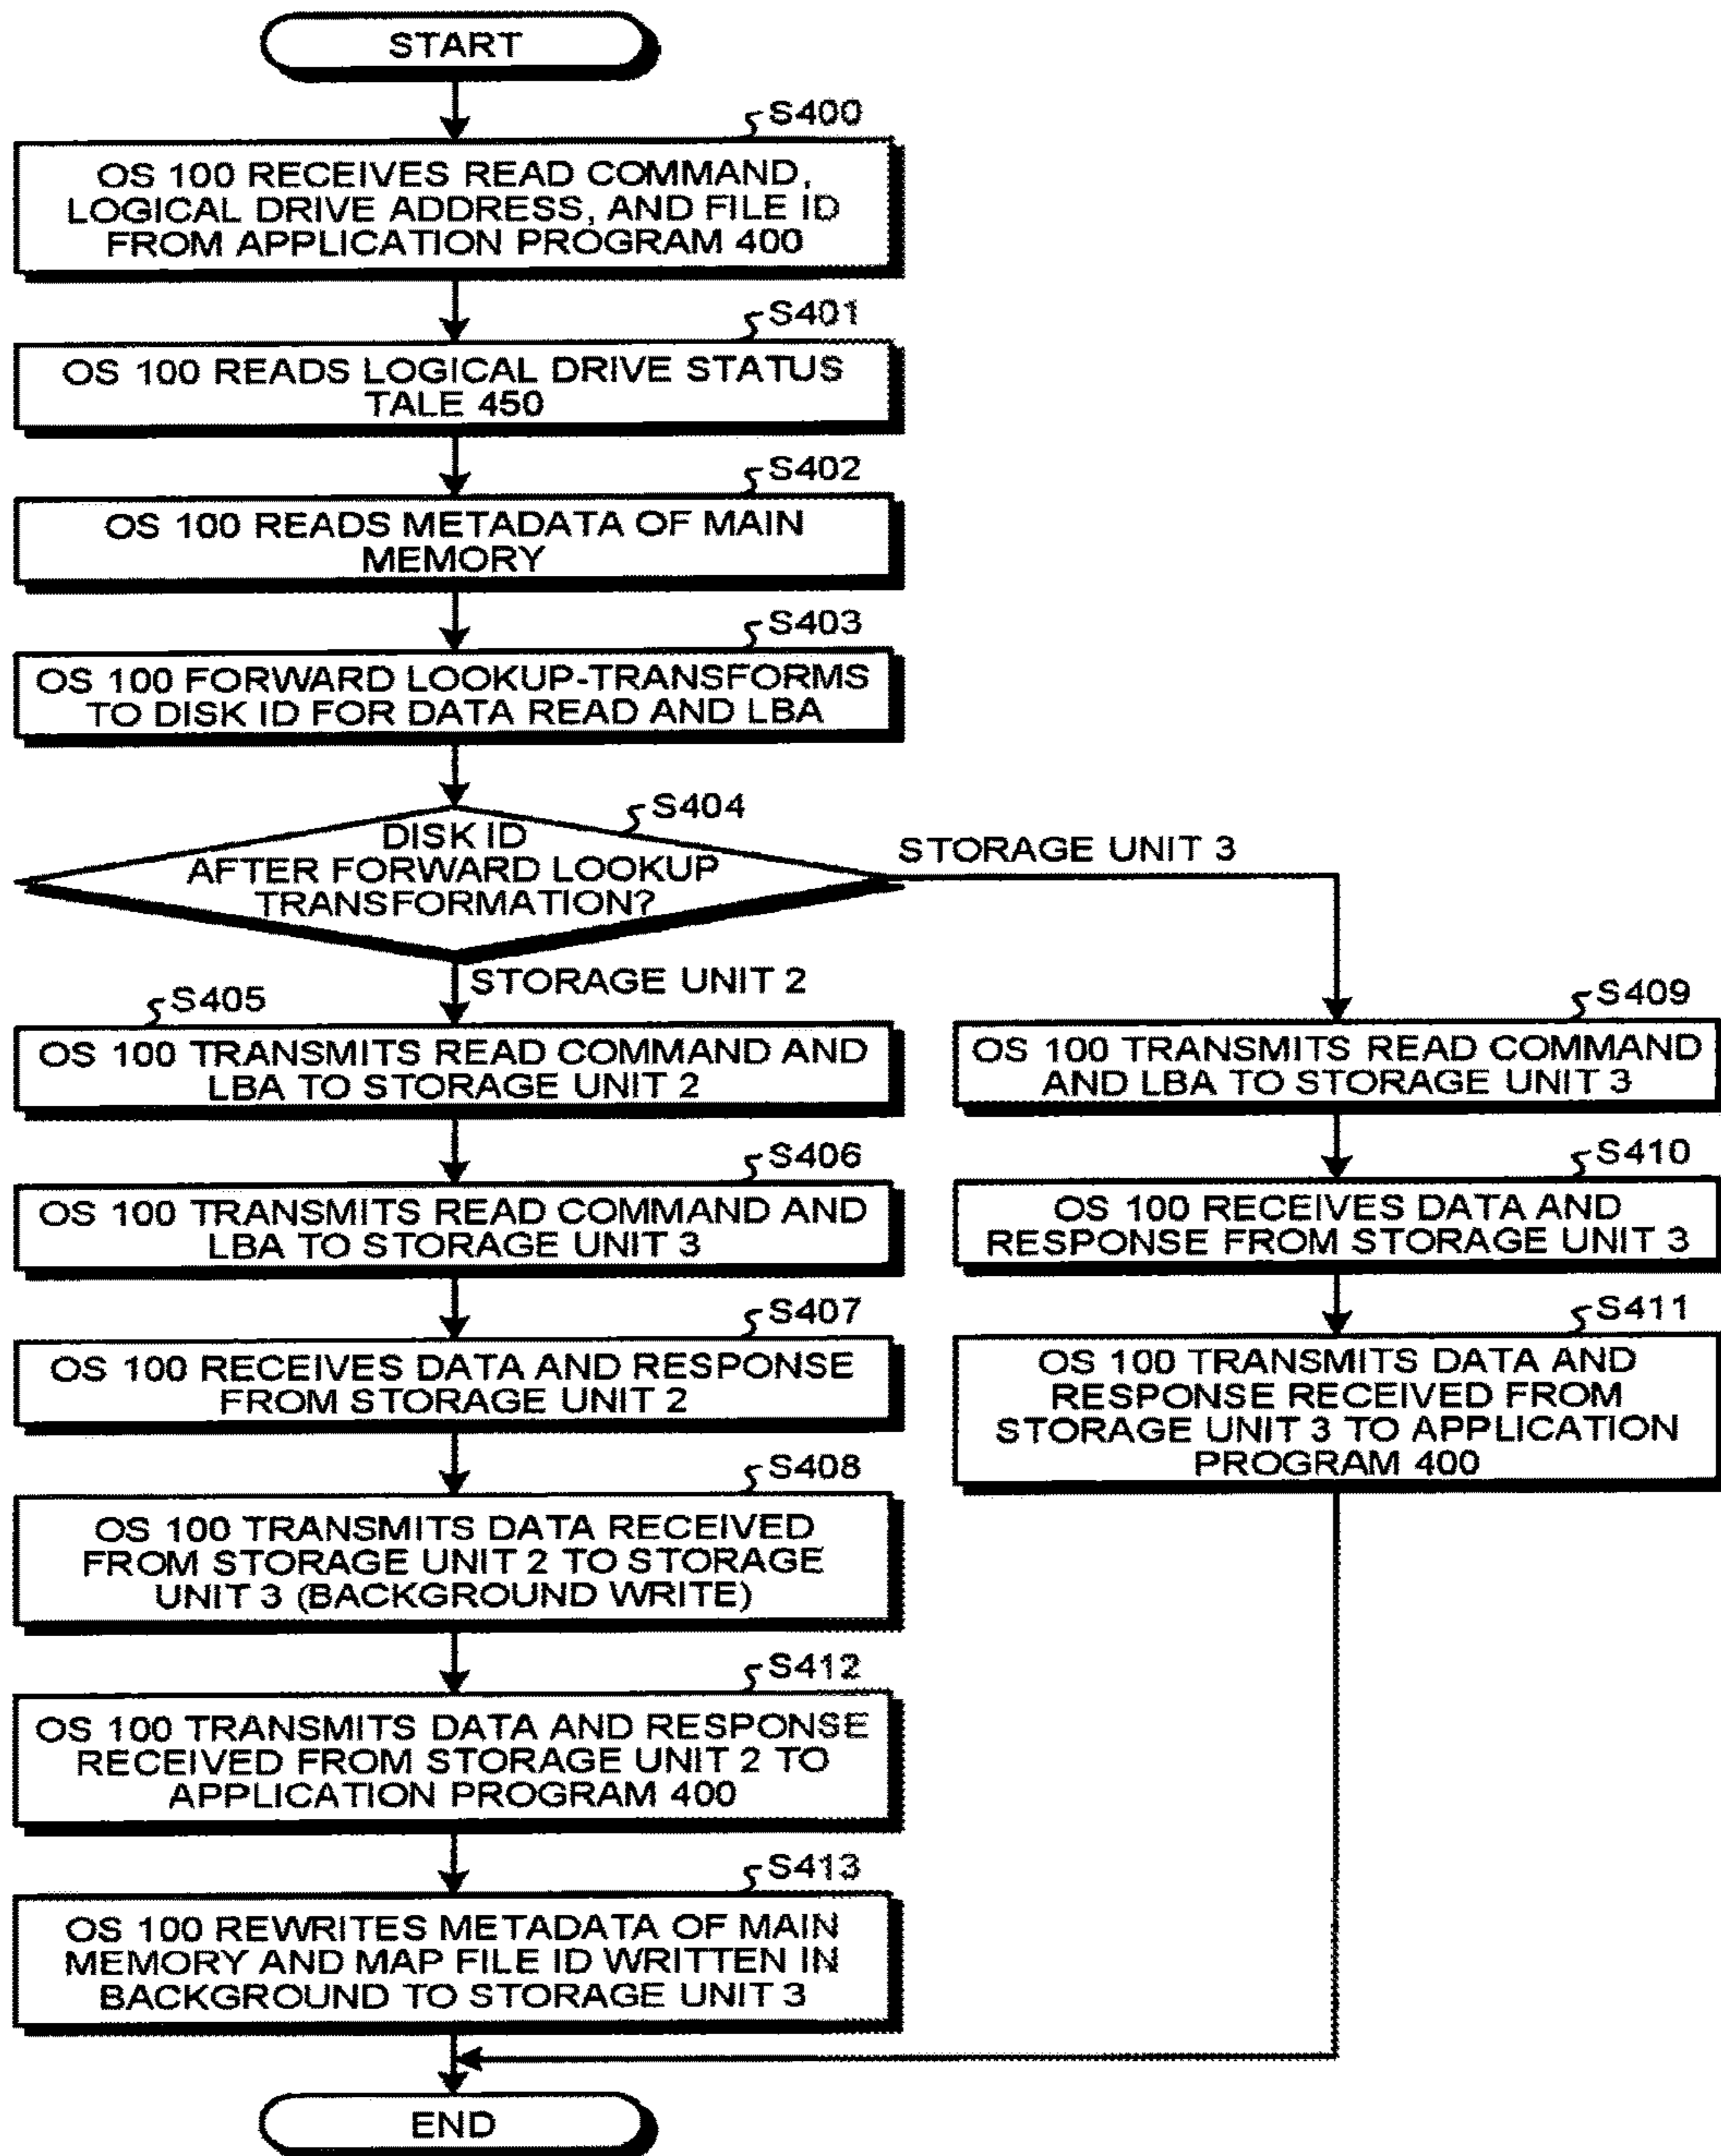 START
S400
OS 100 RECEIVES READ COMMAND,
LOGICAL DRIVE ADDRESS, AND FILE ID
FROM APPLICATION PROGRAM 400
S401
OS 100 READS LOGICAL DRIVE STATUS
TALE 450
S402
OS 100 READS METADATA OF MAIN
MEMORY
S403
OS 100 FORWARD LOOKUP-TRANSFORMS
TO DISK ID FOR DATA READ AND LBA
S404
DISK ID
AFTER FORWARD LOOKUP
TRANSFORMATION?
STORAGE UNIT 3
STORAGE UNIT 2
S405
OS 100 TRANSMITS READ COMMAND AND
LBA TO STORAGE UNIT 2
S406
OS 100 TRANSMITS READ COMMAND AND
LBA TO STORAGE UNIT 3
S407
OS 100 RECEIVES DATA AND RESPONSE
FROM STORAGE UNIT 2
S408
OS 100 TRANSMITS DATA RECEIVED
FROM STORAGE UNIT 2 TO STORAGE
UNIT 3 (BACKGROUND WRITE)
S412
OS 100 TRANSMITS DATA AND RESPONSE
RECEIVED FROM STORAGE UNIT 2 TO
APPLICATION PROGRAM 400
S413
OS 100 REWRITES METADATA OF MAIN
MEMORY AND MAP FILE ID WRITTEN IN
BACKGROUND TO STORAGE UNIT 3
S409
OS 100 TRANSMITS READ COMMAND
AND LBA TO STORAGE UNIT 3
S410
OS 100 RECEIVES DATA AND
RESPONSE FROM STORAGE UNIT 3
S411
OS 100 TRANSMITS DATA AND
RESPONSE RECEIVED FROM
STORAGE UNIT 3 TO APPLICATION
PROGRAM 400
END